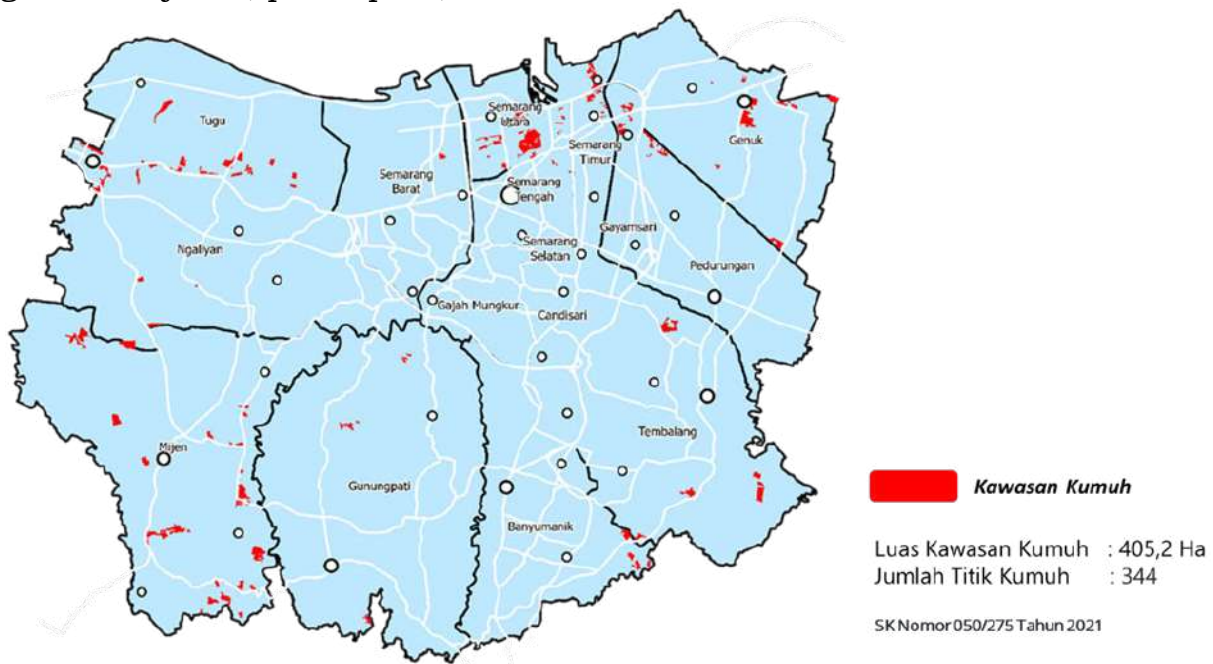 Tugu
Semarang
Utara
Genuk
Semarang
Timur
Semarang
Barat
Semarang
Tengah
Gayamsari
Ngaliyan
Semarang
Selatan
Pedurungan
Gajah Mungkur
Candisari
Mijen
Tembalang
Gunungpati
Banyumanik
Kawasan Kumuh
Luas Kawasan Kumuh : 405,2 Ha
Jumlah Titik Kumuh : 344
SK Nomor 050/275 Tahun 2021